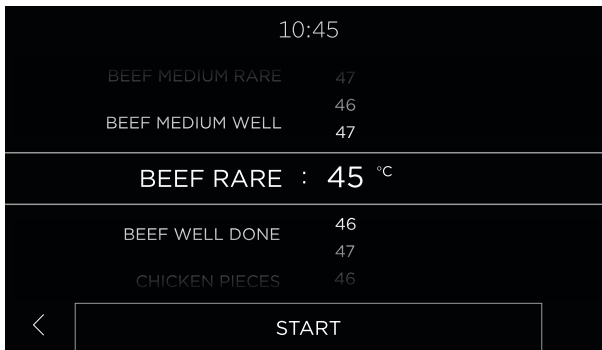 10:45
BEEF MEDIUM RARE 47
46
BEEF MEDIUM WELL 47
BEEF RARE : 45 °C
BEEF WELL DONE 46
47
CHICKEN PIECES 46
< START